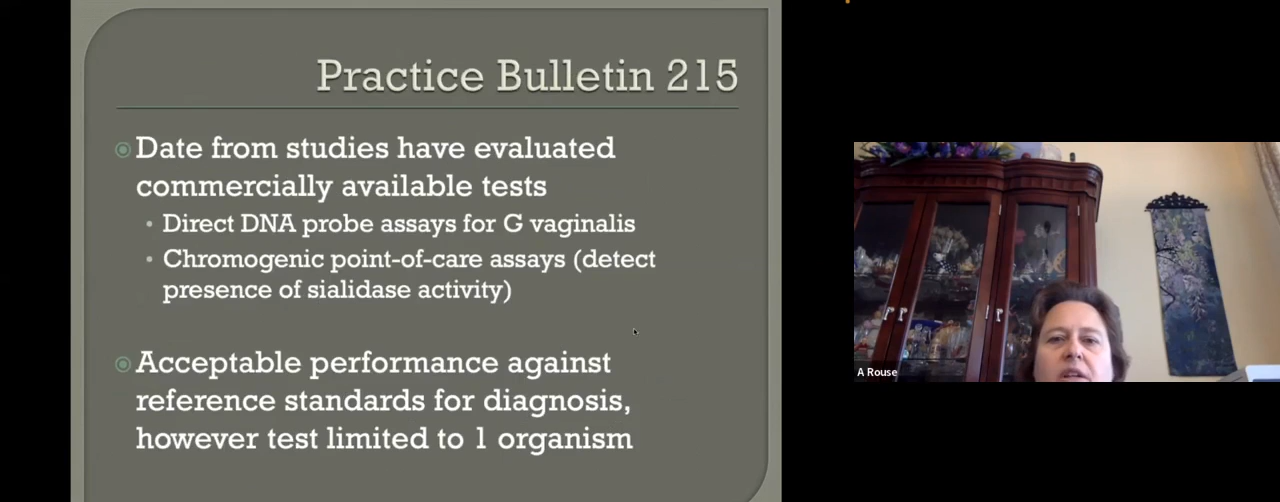 Practice Bulletin 215
Date from studies have evaluated
commercially available tests
Direct DNA probe assays for G vaginalis
Chromogenic point-of-care assays (detect
presence of sialidase activity)
Acceptable performance against
reference standards for diagnosis,
however test limited to 1 organism
A Rouse